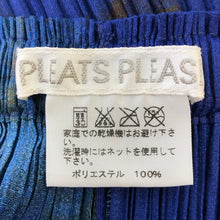 PLEATS PLEAS
家庭での乾燥機はお避け下さい。
洗濯時にはネットを使用して下さい。
ポリエステル 100%